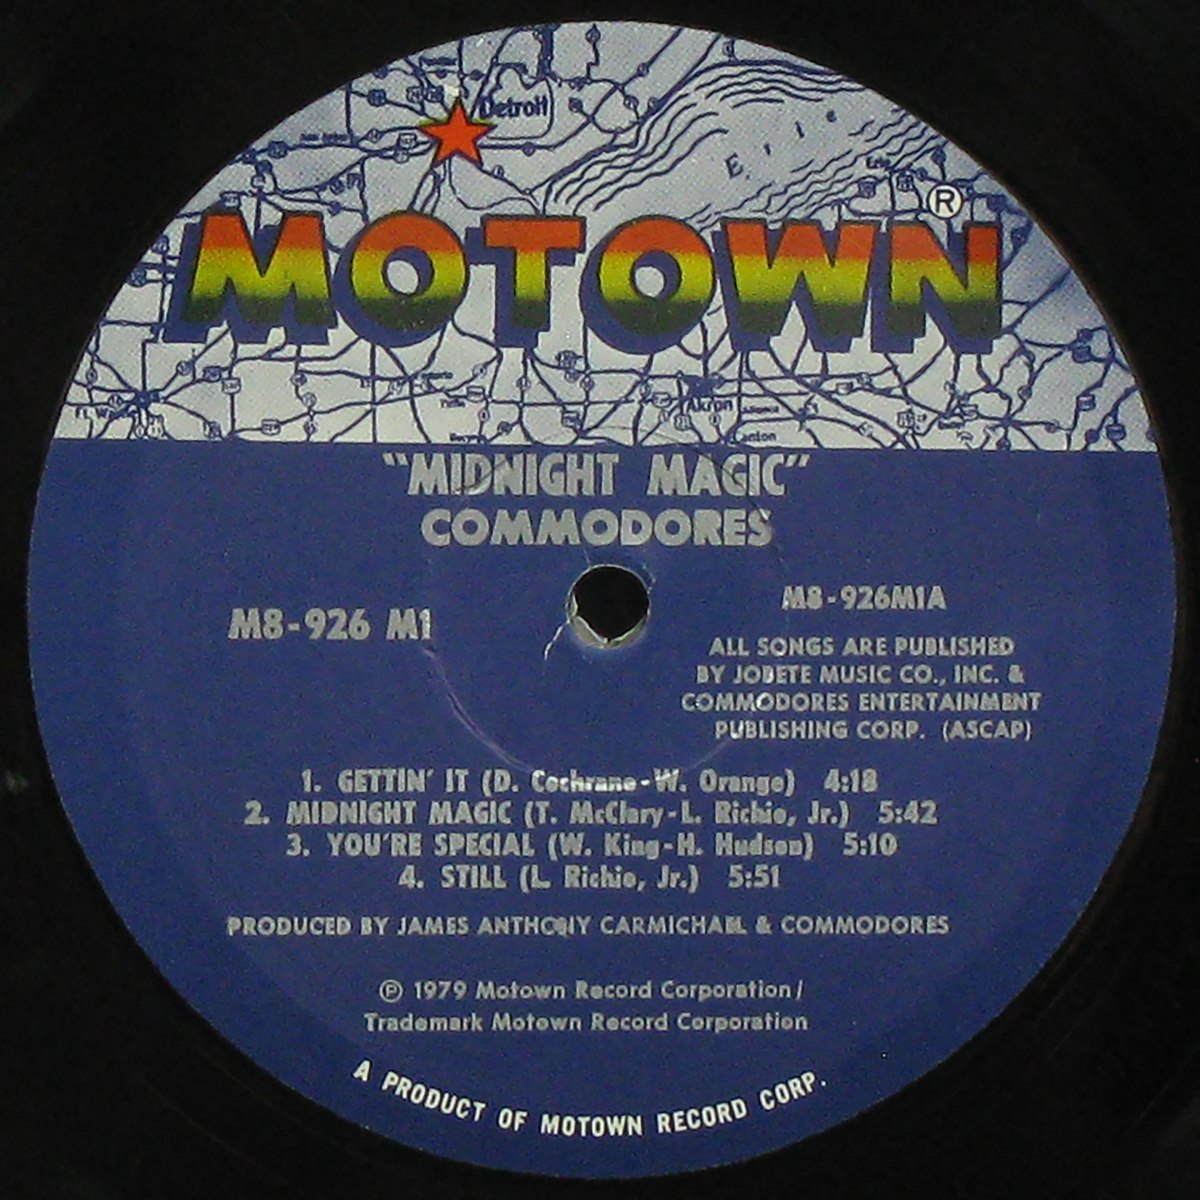 Detroit
Erie
MOTOWN ®
Akron
Canton
"MIDNIGHT MAGIC"
COMMODORES
M8-926 M1
M8-926M1A
ALL SONGS ARE PUBLISHED
BY JOBETE MUSIC CO., INC. &
COMMODORES ENTERTAINMENT
PUBLISHING CORP. (ASCAP)
1. GETTIN' IT (D. Cochrane-W. Orange) 4:18
2. MIDNIGHT MAGIC (T. McClary-L. Richie, Jr.) 5:42
3. YOU'RE SPECIAL (W. King-H. Hudson) 5:10
4. STILL (L. Richie, Jr.) 5:51
PRODUCED BY JAMES ANTHONY CARMICHAEL & COMMODORES
℗ 1979 Motown Record Corporation/
Trademark Motown Record Corporation
A PRODUCT OF MOTOWN RECORD CORP.